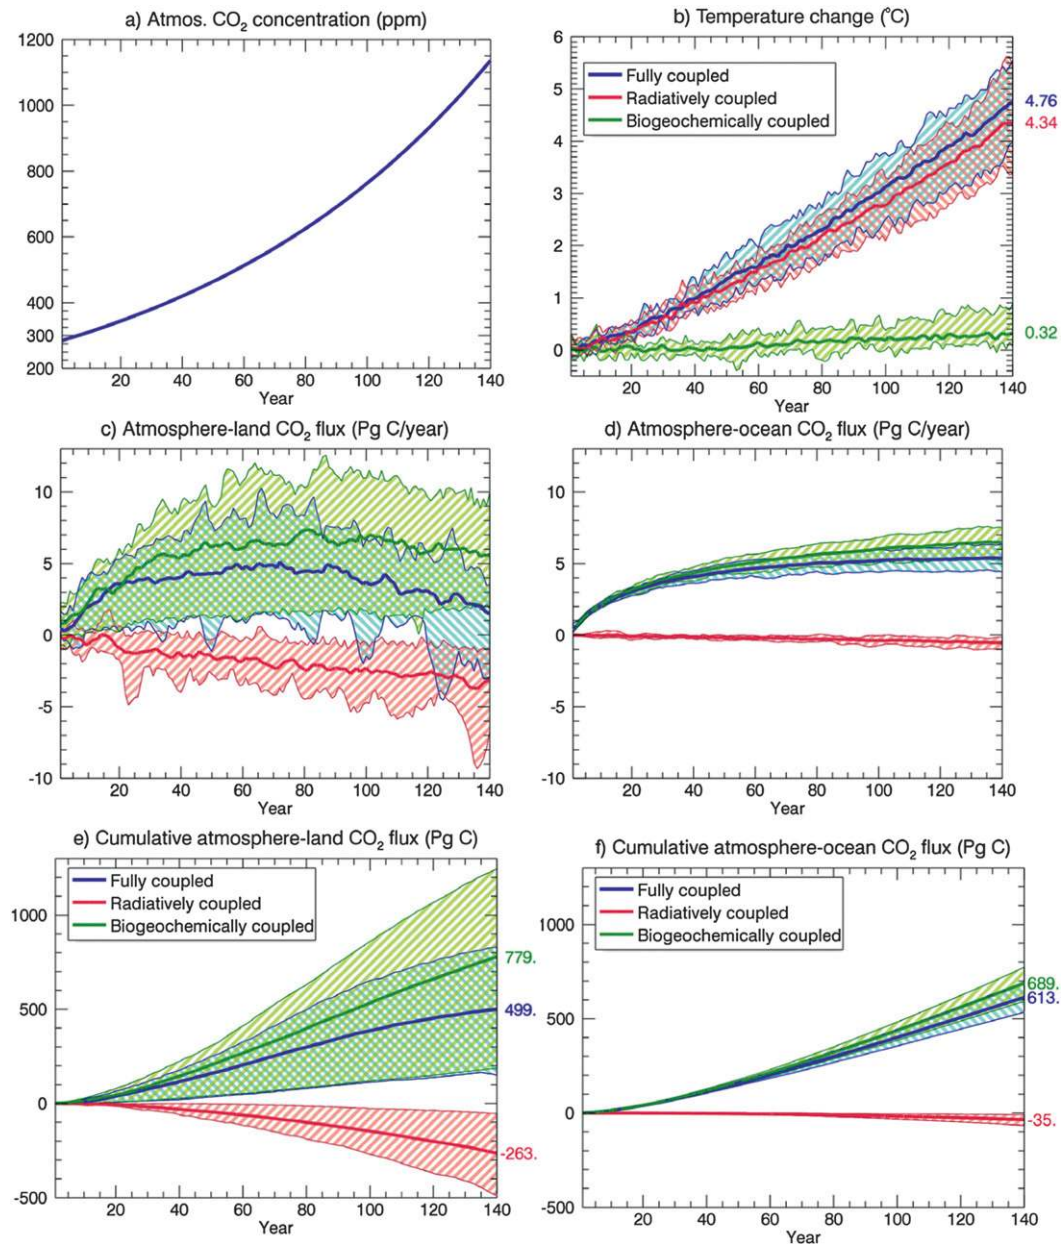 a) Atmos. CO2 concentration (ppm)
1200
1000
800
600
400
300
200
20 40 60 80 100 120 140
Year
b) Temperature change (°C)
6
5
4
3
2
1
0
Fully coupled
Radiatively coupled
Biogeochemically coupled
4.76
4.34
0.32
20 40 60 80 100 120 140
Year
c) Atmosphere-land CO2 flux (Pg C/year)
10
5
0
-5
-10
20 40 60 80 100 120 140
Year
d) Atmosphere-ocean CO2 flux (Pg C/year)
10
5
0
-5
-10
20 40 60 80 100 120 140
Year
e) Cumulative atmosphere-land CO2 flux (Pg C)
Fully coupled
Radiatively coupled
Biogeochemically coupled
1000
500
0
-500
779.
499.
-263.
20 40 60 80 100 120 140
Year
f) Cumulative atmosphere-ocean CO2 flux (Pg C)
Fully coupled
Radiatively coupled
Biogeochemically coupled
1000
500
0
-500
689.
613.
-35.
20 40 60 80 100 120 140
Year